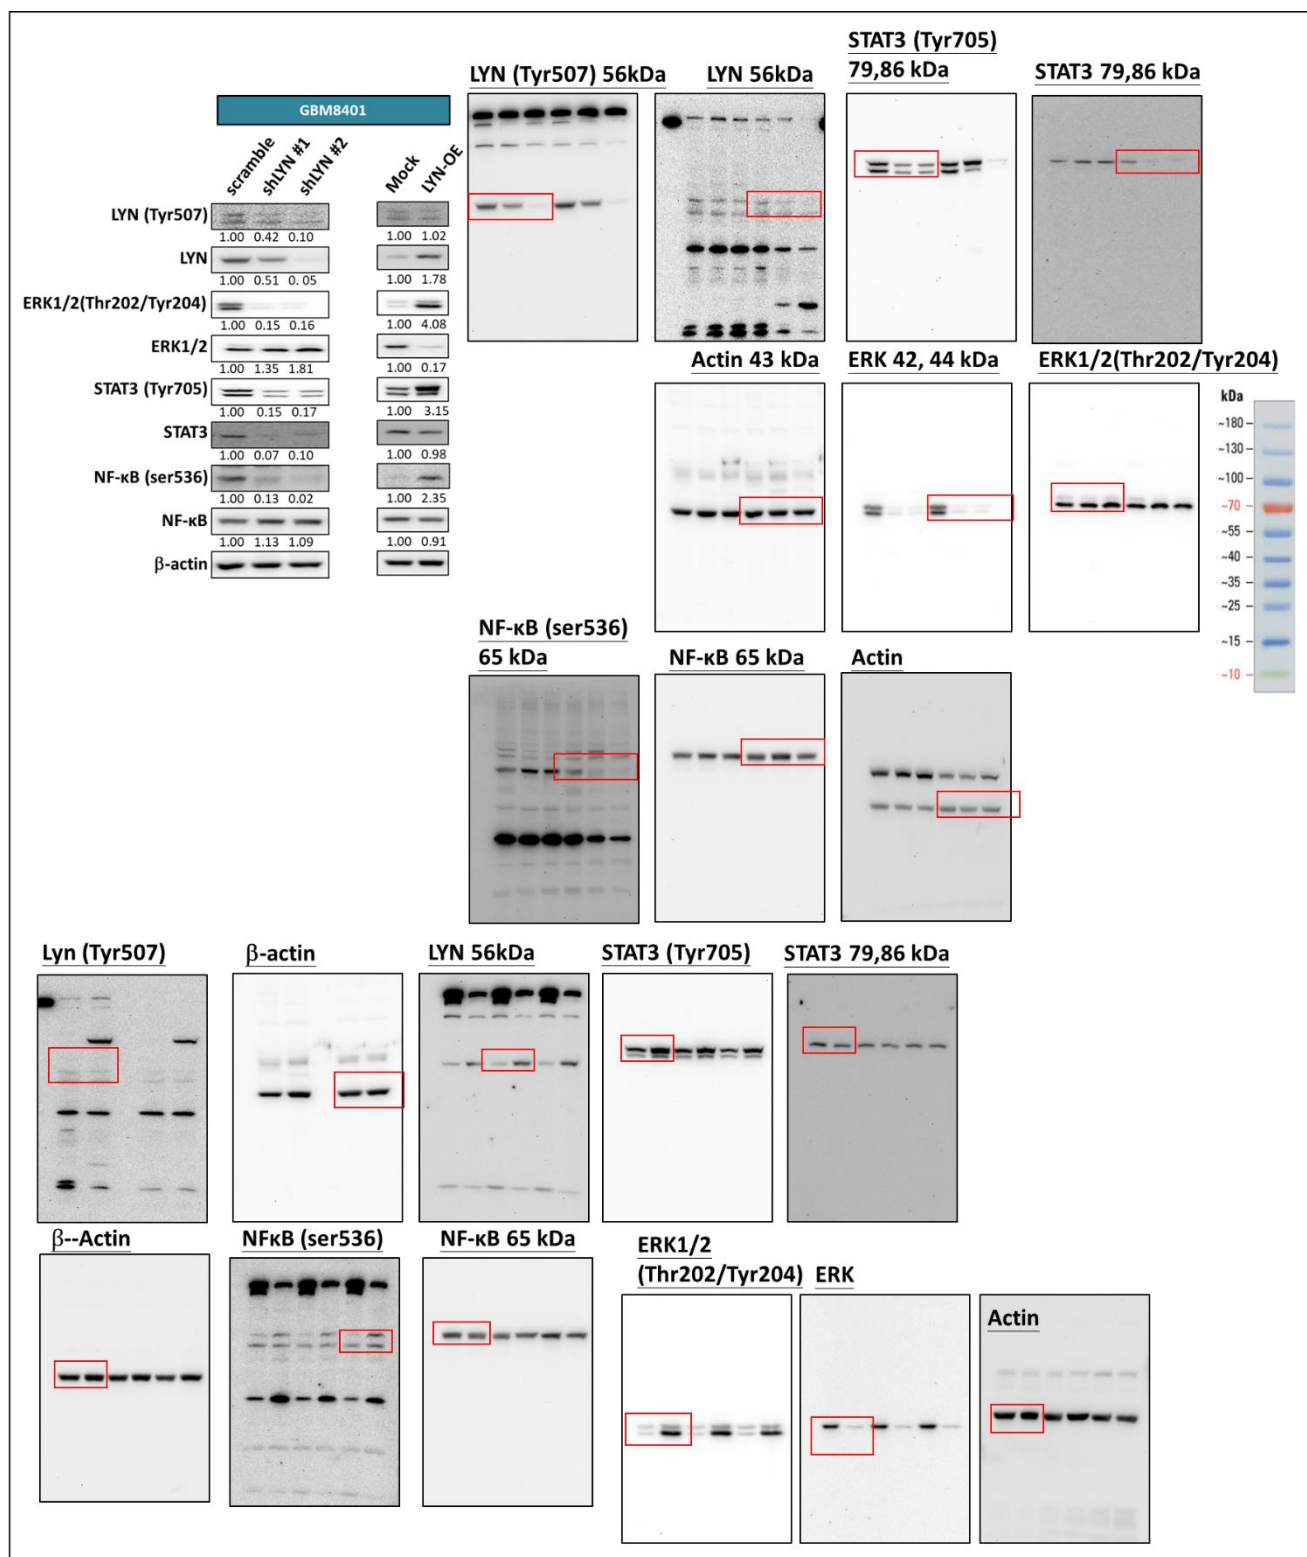 STAT3 (Tyr705)
79,86 kDa
LYN (Tyr507) 56kDa
LYN 56kDa
STAT3 79,86 kDa
GBM8401
scramble
shLYN #1
shLYN #2
Mock
LYN-OE
LYN (Tyr507)
1.00 0.42 0.10
1.00 1.02
LYN
1.00 0.51 0. 05
1.00 1.78
ERK1/2(Thr202/Tyr204)
1.00 0.15 0.16
1.00 4.08
ERK1/2
1.00 1.35 1.81
1.00 0.17
STAT3 (Tyr705)
1.00 0.15 0.17
1.00 3.15
STAT3
1.00 0.07 0.10
1.00 0.98
NF-κB (ser536)
1.00 0.13 0.02
1.00 2.35
NF-κB
1.00 1.13 1.09
1.00 0.91
β-actin
Actin 43 kDa
ERK 42, 44 kDa
ERK1/2(Thr202/Tyr204)
kDa
~180
~130
~100
~70
~55
~40
~35
~25
~15
~10
NF-κB (ser536)
65 kDa
NF-κB 65 kDa
Actin
Lyn (Tyr507)
β-actin
LYN 56kDa
STAT3 (Tyr705)
STAT3 79,86 kDa
β--Actin
NFκB (ser536)
NF-κB 65 kDa
ERK1/2
(Thr202/Tyr204)
ERK
Actin